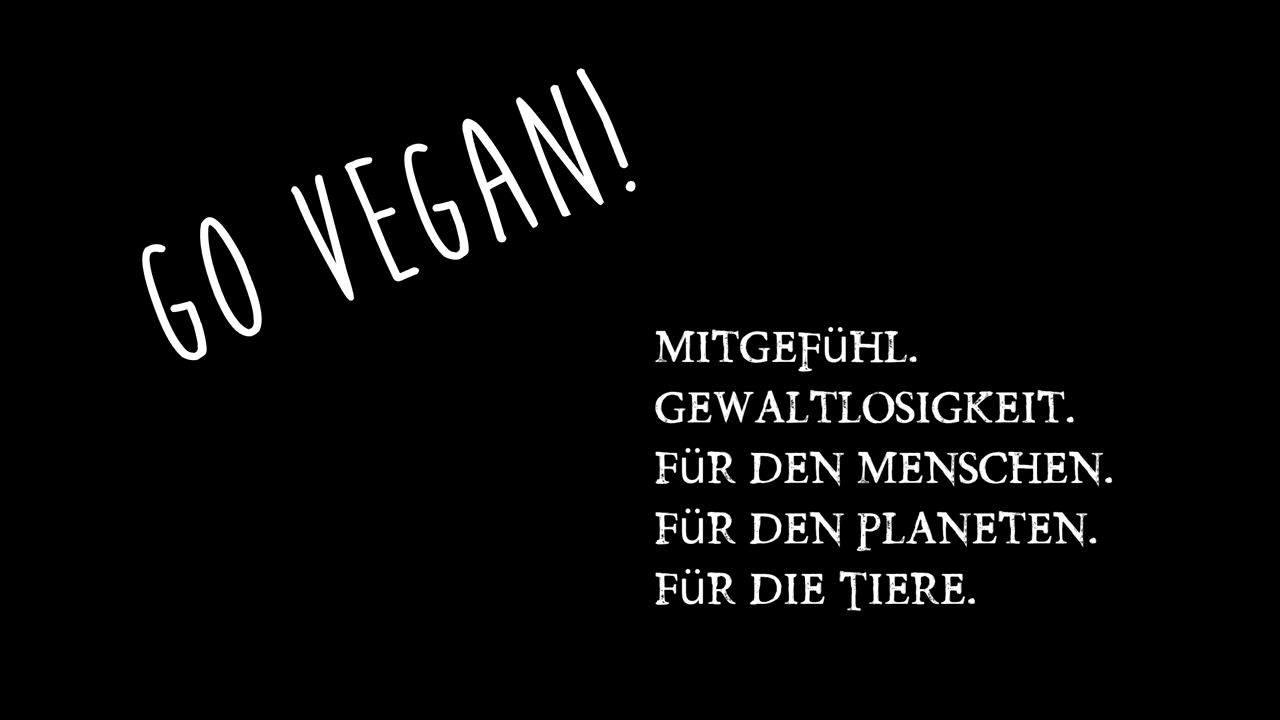 GO VEGAN!
MITGEFÜHL.
GEWALTLOSIGKEIT.
FÜR DEN MENSCHEN.
FÜR DEN PLANETEN.
FÜR DIE TIERE.